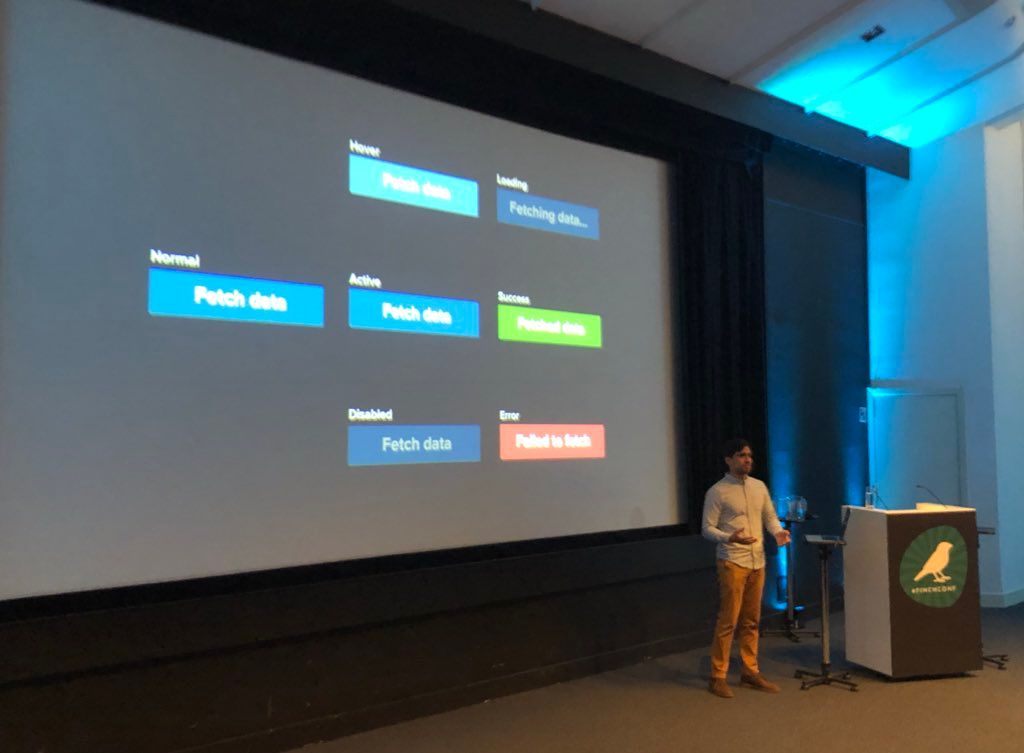 Normal
Fetch data
Hover
Fetch data
Active
Fetch data
Disabled
Fetch data
Loading
Fetching data...
Success
Fetched data
Error
Failed to fetch
#FINCHCONF